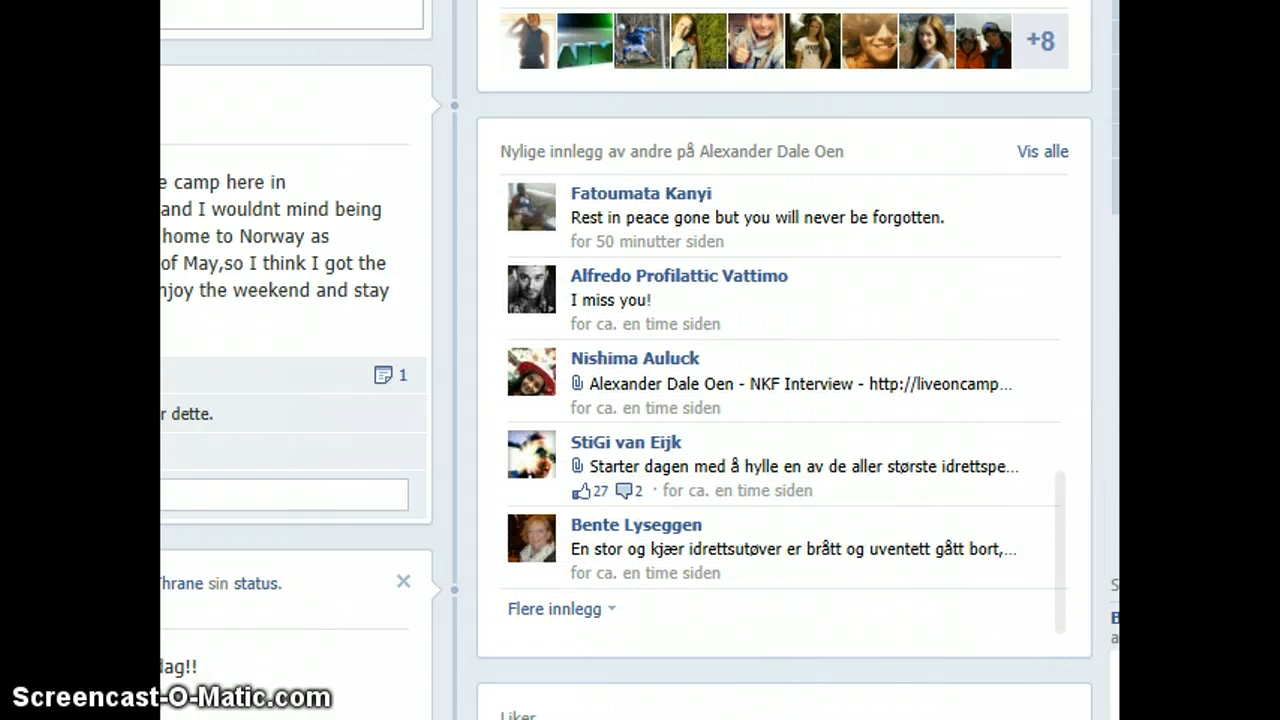 e camp here in
and I wouldnt mind being
home to Norway as
of May,so I think I got the
njoy the weekend and stay
1
r dette.
Thrane sin status.
dag!!
+8
Nylige innlegg av andre på Alexander Dale Oen
Vis alle
Fatoumata Kanyi
Rest in peace gone but you will never be forgotten.
for 50 minutter siden
Alfredo Profilattic Vattimo
I miss you!
for ca. en time siden
Nishima Auluck
Alexander Dale Oen - NKF Interview - http://liveoncamp...
for ca. en time siden
StiGi van Eijk
Starter dagen med å hylle en av de aller største idrettspe...
27 2 · for ca. en time siden
Bente Lyseggen
En stor og kjær idrettsutøver er brått og uventett gått bort,...
for ca. en time siden
Flere innlegg
Liker
Screencast-O-Matic.com